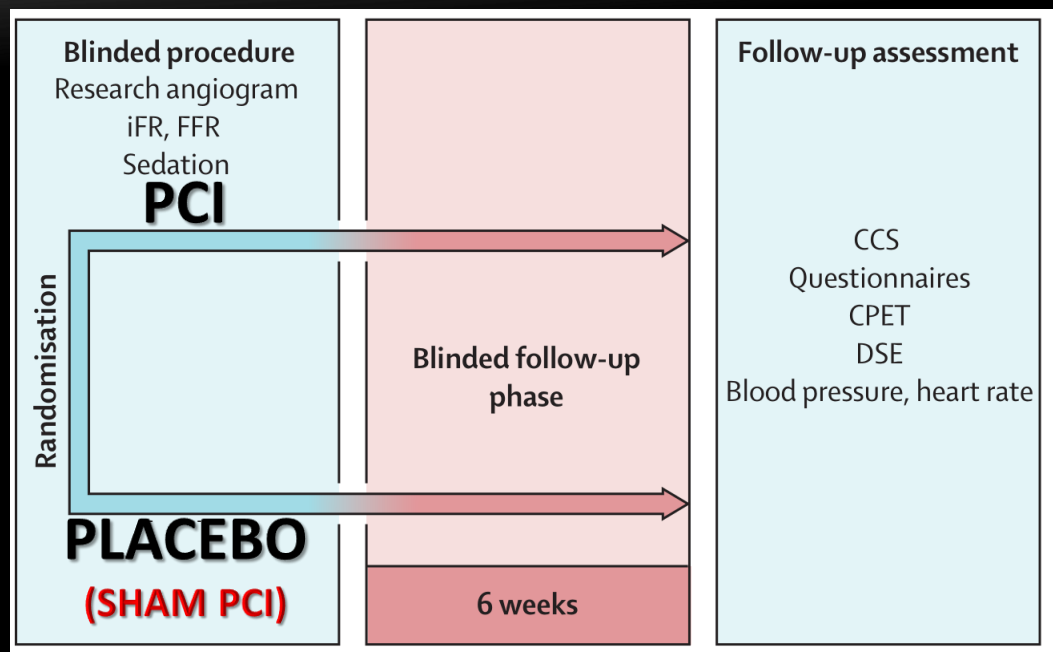 Blinded procedure
Research angiogram
iFR, FFR
Sedation
PCI
Randomisation
PLACEBO
(SHAM PCI)
Blinded follow-up
phase
6 weeks
Follow-up assessment
CCS
Questionnaires
CPET
DSE
Blood pressure, heart rate